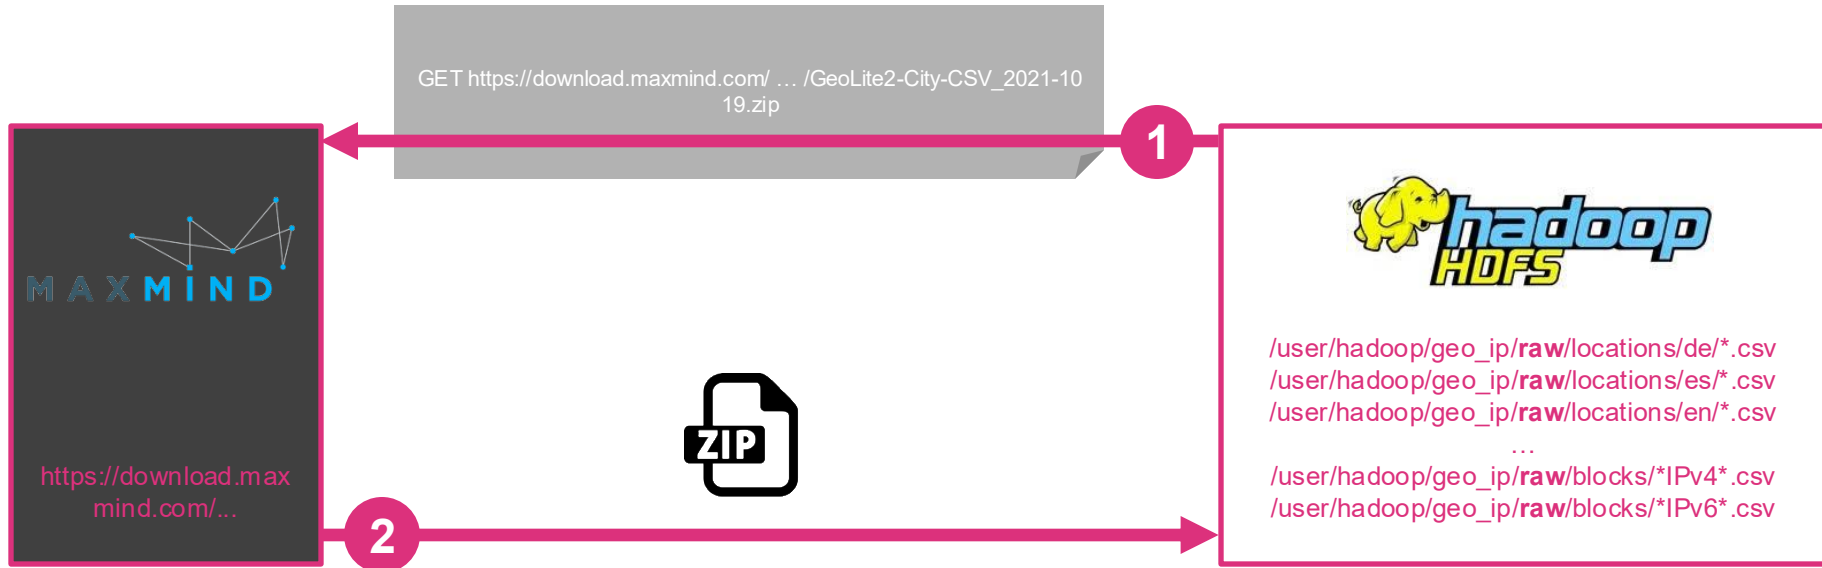 GET https://download.maxmind.com/ … /GeoLite2-City-CSV_2021-10
19.zip
1
MAXMIND
hadoop
HDFS
/user/hadoop/geo_ip/raw/locations/de/*.csv
/user/hadoop/geo_ip/raw/locations/es/*.csv
/user/hadoop/geo_ip/raw/locations/en/*.csv
…
/user/hadoop/geo_ip/raw/blocks/*IPv4*.csv
/user/hadoop/geo_ip/raw/blocks/*IPv6*.csv
ZIP
https://download.max
mind.com/...
2